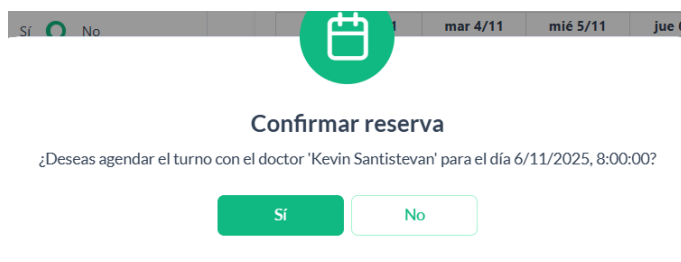 Sí No mar 4/11 mié 5/11 jue
Confirmar reserva
¿Deseas agendar el turno con el doctor 'Kevin Santistevan' para el día 6/11/2025, 8:00:00?
Sí No